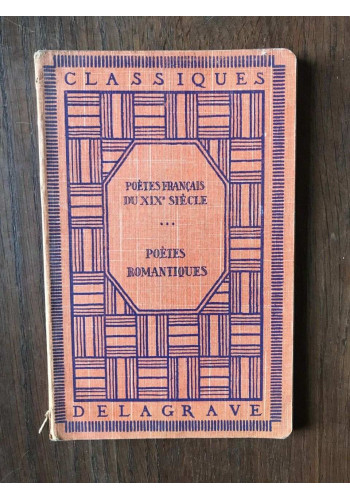 CLASSIQUES
POÈTES FRANÇAIS
DU XIXᵉ SIÈCLE
***
POÈTES
ROMANTIQUES
DELAGRAVE